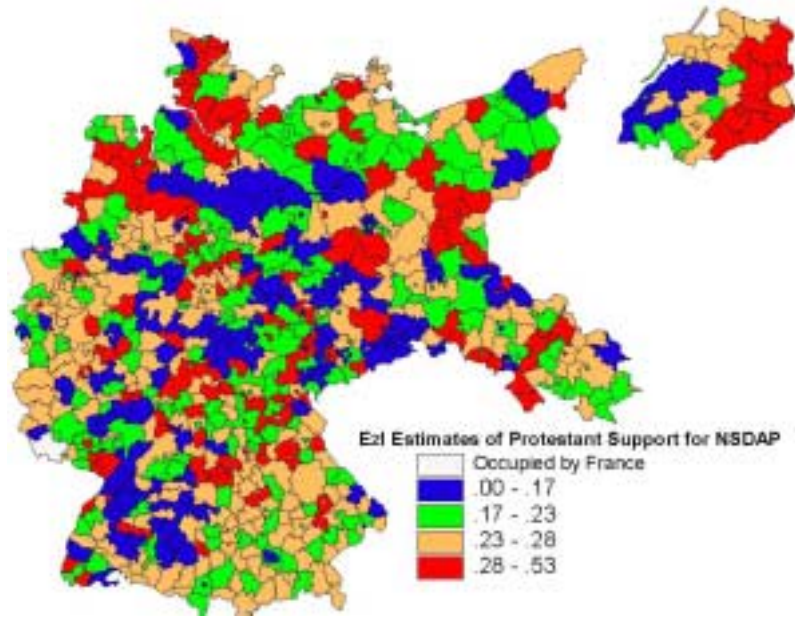 EzI Estimates of Protestant Support for NSDAP
Occupied by France
.00 - .17
.17 - .23
.23 - .28
.28 - .53